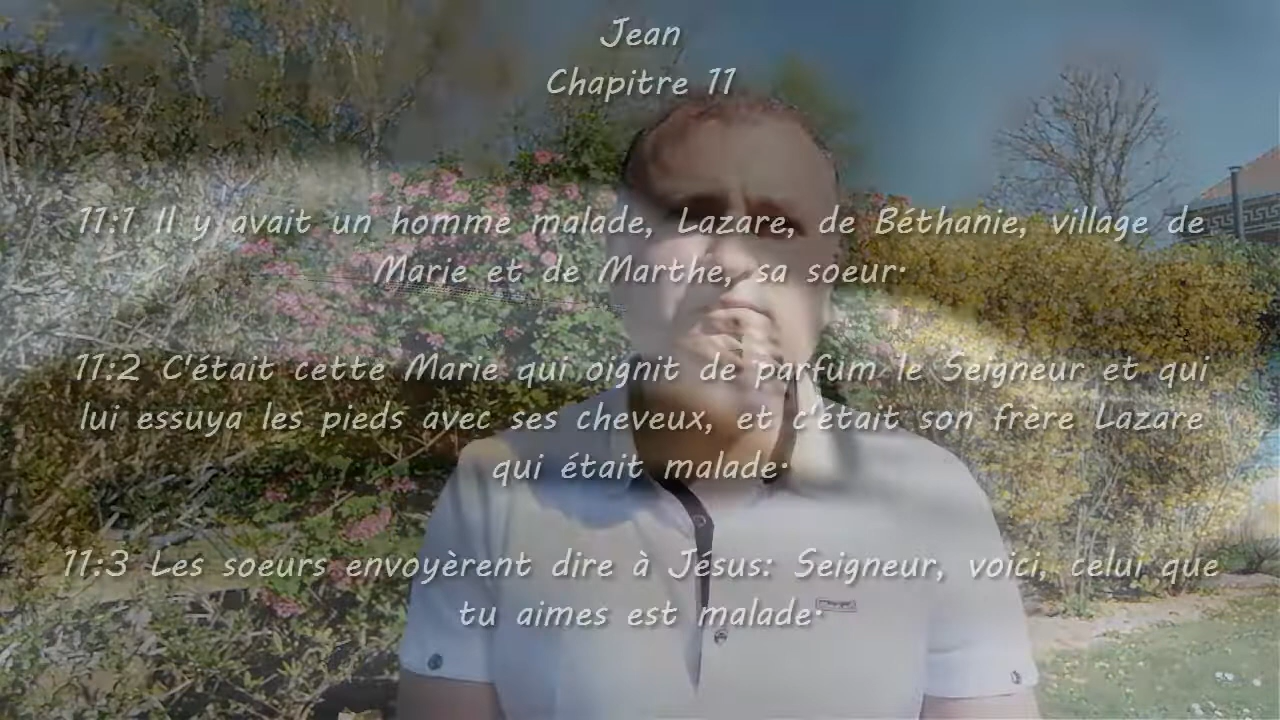 Jean
Chapitre 11
11:1 Il y avait un homme malade, Lazare, de Béthanie, village de
Marie et de Marthe, sa soeur.
11:2 C'était cette Marie qui oignit de parfum le Seigneur et qui
lui essuya les pieds avec ses cheveux, et c'était son frère Lazare
qui était malade.
11:3 Les soeurs envoyèrent dire à Jésus: Seigneur, voici, celui que
tu aimes est malade.